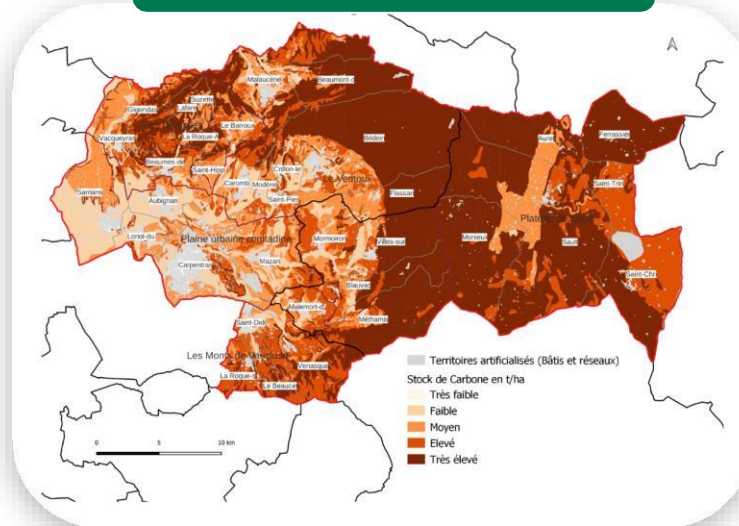 Malaucène
Beaumont-d
Suzette
Gigondas
Lafare
Le Barroux
Vacqueyras
La Roque-A
Bédoin
Aurel
Ferrassièr
Beaumes-de
Saint-Hipp
Crillon-le
Caromb
Modène
Le Ventoux
Flassan
Saint-Trin
Sarrians
Aubignan
Saint-Pier
Loriol-du
Plaine urbaine comtadine
Mormoiron
Villes-sur
Monieux
Sault
Carpentras
Mazan
Blauvac
Saint-Chri
Malemort-d
Méthamis
Saint-Didi
Les Monts de Vaucluse
Venasque
La Roque-s
Le Beaucet
Territoires artificialisés (Bâtis et réseaux)
Stock de Carbone en t/ha
Très faible
Faible
Moyen
Elevé
Très élevé
0 5 10 km